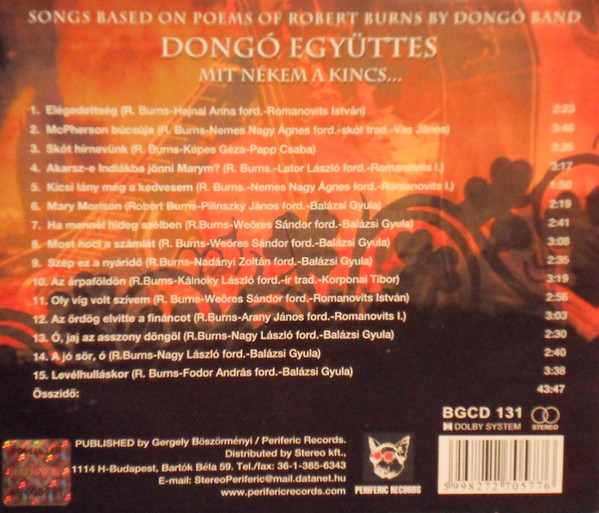 SONGS BASED ON POEMS OF ROBERT BURNS BY DONGÓ BAND
DONGÓ EGYÜTTES
MIT NÉKEM A KINCS...
1. Elégedettség (R. Burns-Hajnal Anna ford.-Romanovits István) 2:23
2. McPherson búcsúja (R. Burns-Nemes Nagy Ágnes ford.-skót trad.-Vas János) 3:46
3. Skót hírnevünk (R. Burns-Képes Géza-Papp Csaba) 3:35
4. Akarsz-e Indiákba jönni Marym? (R. Burns.-Lator László ford.-Romanovits I.) 3:17
5. Kicsi lány még a kedvesem (R. Burns.-Nemes Nagy Ágnes ford.-Romanovits I.) 1:50
6. Mary Morison (Robert Burns-Pilinszky János ford.-Balázsi Gyula) 2:19
7. Ha mennél hideg szélben (R. Burns-Weöres Sándor ford.-Balázsi Gyula) 2:41
8. Most hoci a számlát (R. Burns-Weöres Sándor ford.-Balázsi Gyula) 3:08
9. Szép ez a nyáridő (R. Burns-Nadányi Zoltán ford.-Balázsi Gyula) 2:35
10. Az árpaföldön (R.Burns-Kálnoky László ford.-ír trad.-Korponai Tibor) 3:19
11. Oly víg volt szívem (R. Burns-Weöres Sándor ford.-Romanovits István) 2:56
12. Az ördög elvitte a fináncot (R.Burns-Arany János ford.-Romanovits I.) 3:03
13. Ó, jaj az asszony döngöl (R.Burns-Nagy László ford.-Balázsi Gyula) 2:30
14. A jó sör, ó (R.Burns-Nagy László ford.-Balázsi Gyula) 2:40
15. Levélhulláskor (R. Burns-Fodor András ford.-Balázsi Gyula) 3:38
Összidő: 43:47
BGCD 131
DOLBY SYSTEM
STEREO
PUBLISHED by Gergely Böszörményi / Periferic Records.
Distributed by Stereo kft.,
1114 H-Budapest, Bartók Béla 59. Tel./fax: 36-1-385-6343
E-mail: StereoPeriferic@mail.datanet.hu
www.perifericrecords.com
PERIFERIC RECORDS
5 998272 705776